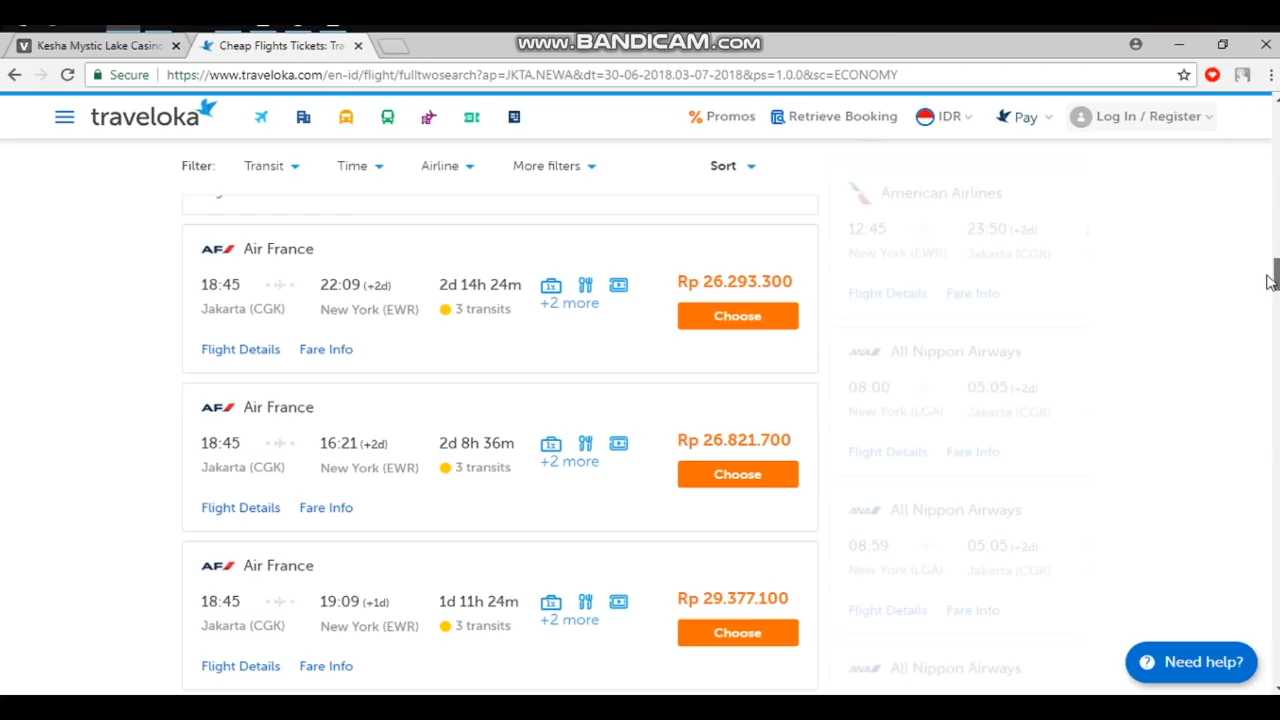 www.BANDICAM.com
Kesha Mystic Lake Casino
Cheap Flights Tickets: Tra
Secure
https://www.traveloka.com/en-id/flight/fulltwosearch?ap=JKTA.NEWA&dt=30-06-2018.03-07-2018&ps=1.0.0&sc=ECONOMY
traveloka
Promos
Retrieve Booking
IDR
Pay
Log In / Register
Filter: Transit Time Airline More filters Sort
AF Air France
18:45 22:09 (+2d) 2d 14h 24m Rp 26.293.300
+2 more
Jakarta (CGK) New York (EWR) 3 transits Choose
Flight Details Fare Info
AF Air France
18:45 16:21 (+2d) 2d 8h 36m Rp 26.821.700
+2 more
Jakarta (CGK) New York (EWR) 3 transits Choose
Flight Details Fare Info
AF Air France
18:45 19:09 (+1d) 1d 11h 24m Rp 29.377.100
+2 more
Jakarta (CGK) New York (EWR) 3 transits Choose
Flight Details Fare Info
American Airlines
12:45 23:50 (+2d)
New York (EWR) Jakarta (CGK)
Flight Details Fare Info
ANA All Nippon Airways
08:00 05:05 (+2d)
New York (LGA) Jakarta (CGK)
Flight Details Fare Info
ANA All Nippon Airways
08:59 05:05 (+2d)
New York (LGA) Jakarta (CGK)
Flight Details Fare Info
ANA All Nippon Airways
Need help?